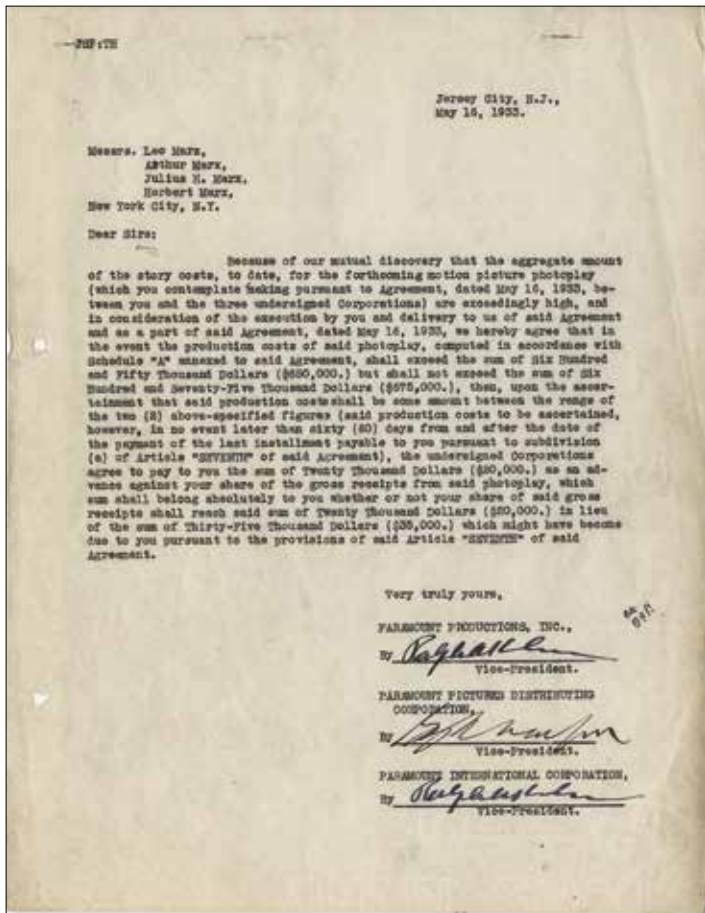 JHF:TH
Jersey City, N.J.,
May 16, 1933.
Messrs. Leo Marx,
Arthur Marx,
Julius H. Marx,
Herbert Marx,
New York City, N.Y.
Dear Sirs:
Because of our mutual discovery that the aggregate amount
of the story costs, to date, for the forthcoming motion picture photoplay
(which you contemplate making pursuant to Agreement, dated May 16, 1933, be-
tween you and the three undersigned Corporations) are exceedingly high, and
in consideration of the execution by you and delivery to us of said Agreement
and as a part of said Agreement, dated May 16, 1933, we hereby agree that in
the event the production costs of said photoplay, computed in accordance with
Schedule "A" annexed to said Agreement, shall exceed the sum of Six Hundred
and Fifty Thousand Dollars ($650,000.) but shall not exceed the sum of Six
Hundred and Seventy-Five Thousand Dollars ($675,000.), then, upon the ascer-
tainment that said production costs shall be some amount between the range of
the two (2) above-specified figures (said production costs to be ascertained,
however, in no event later than sixty (60) days from and after the date of
the payment of the last installment payable to you pursuant to subdivision
(a) of Article "SEVENTH" of said Agreement), the undersigned Corporations
agree to pay to you the sum of Twenty Thousand Dollars ($20,000.) as an ad-
vance against your share of the gross receipts from said photoplay, which
sum shall belong absolutely to you whether or not your share of said gross
receipts shall reach said sum of Twenty Thousand Dollars ($20,000.) in lieu
of the sum of Thirty-Five Thousand Dollars ($35,000.) which might have become
due to you pursuant to the provisions of said Article "SEVENTH" of said
Agreement.
Very truly yours,
PARAMOUNT PRODUCTIONS, INC.,
By
Vice-President.
PARAMOUNT PICTURES DISTRIBUTING
CORPORATION,
By
Vice-President.
PARAMOUNT INTERNATIONAL CORPORATION,
By
Vice-President.